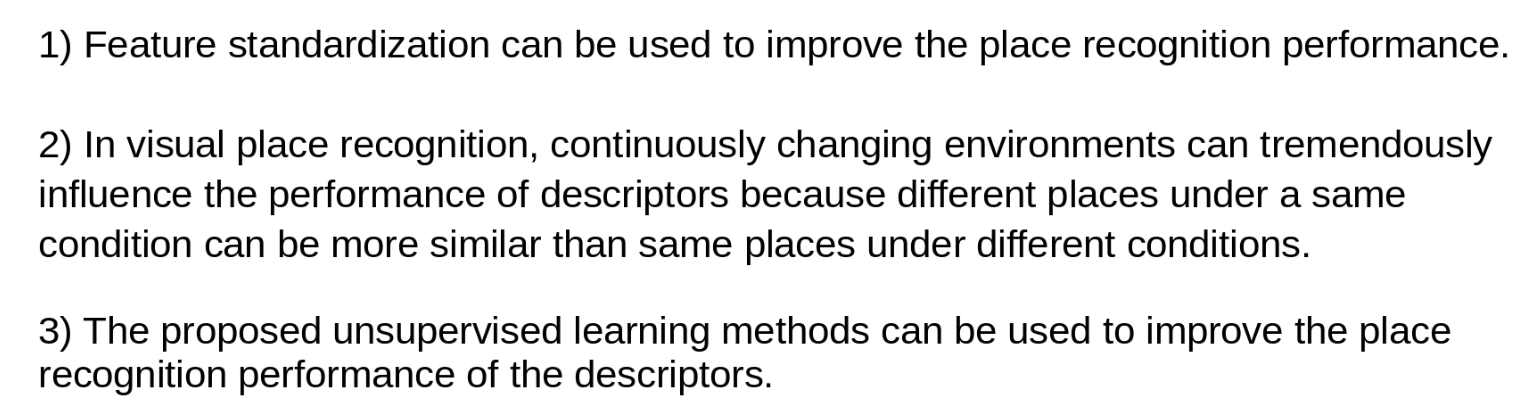 1) Feature standardization can be used to improve the place recognition performance.
2) In visual place recognition, continuously changing environments can tremendously
influence the performance of descriptors because different places under a same
condition can be more similar than same places under different conditions.
3) The proposed unsupervised learning methods can be used to improve the place
recognition performance of the descriptors.